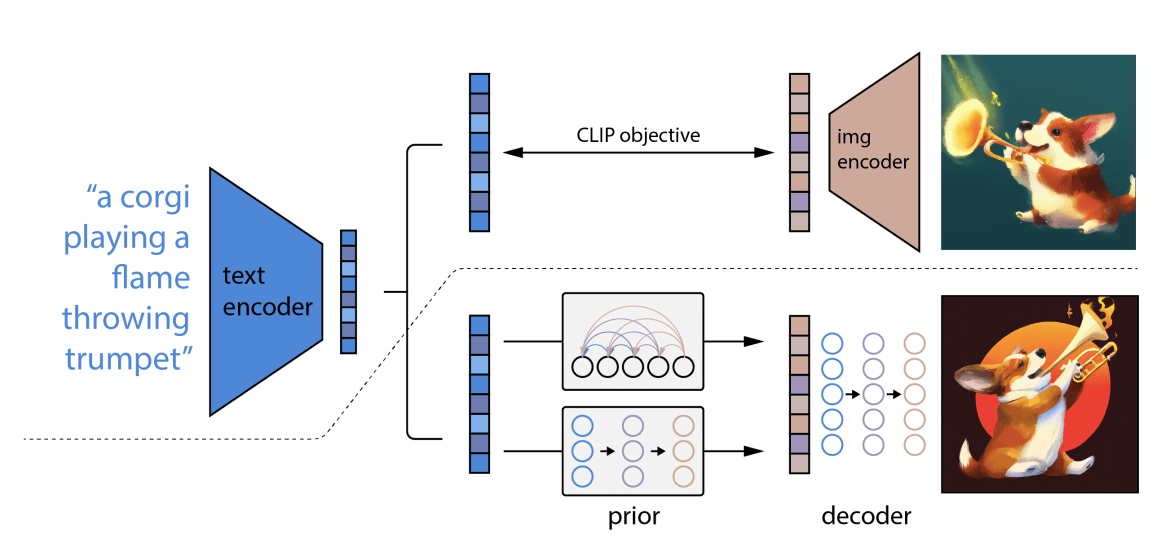 “a corgi
playing a
flame
throwing
trumpet”
text
encoder
CLIP objective
img
encoder
prior
decoder